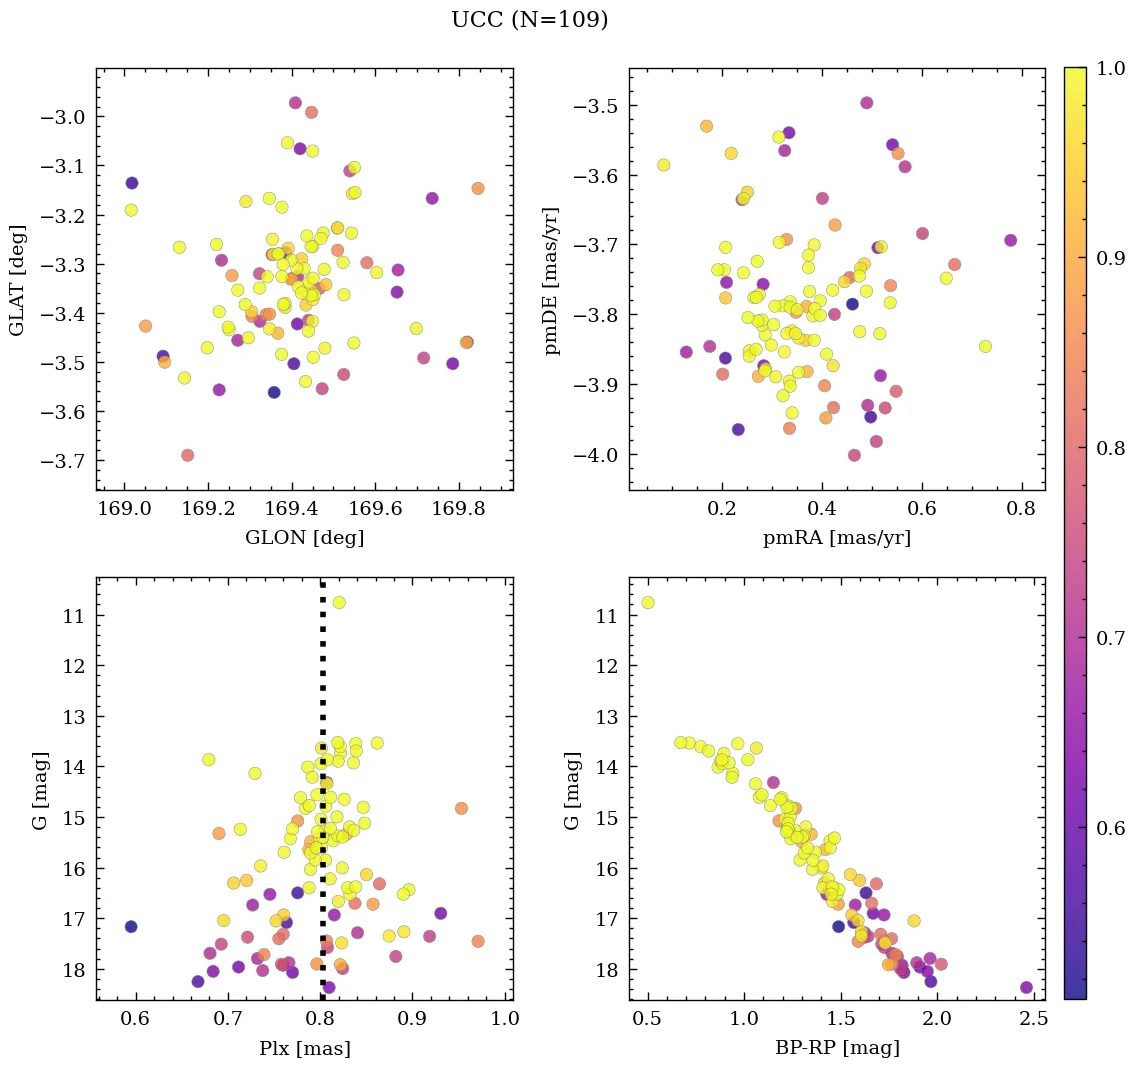 UCC (N=109)
−3.0
−3.1
−3.2
−3.3
−3.4
−3.5
−3.6
−3.7
GLAT [deg]
169.0 169.2 169.4 169.6 169.8
GLON [deg]
−3.5
−3.6
−3.7
−3.8
−3.9
−4.0
pmDE [mas/yr]
0.2 0.4 0.6 0.8
pmRA [mas/yr]
1.0
0.9
0.8
0.7
0.6
11
12
13
14
15
16
17
18
G [mag]
0.6 0.7 0.8 0.9 1.0
Plx [mas]
11
12
13
14
15
16
17
18
G [mag]
0.5 1.0 1.5 2.0 2.5
BP-RP [mag]